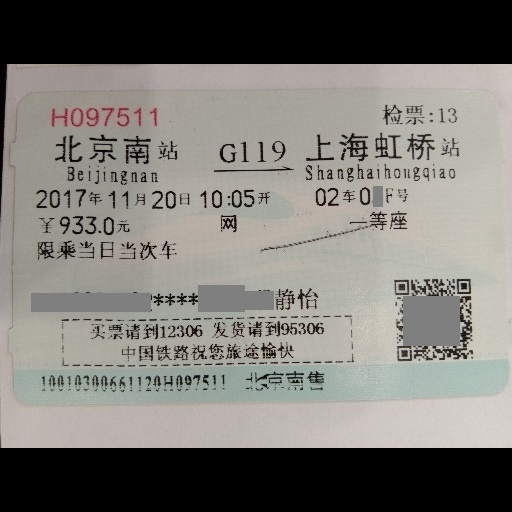 H097511 检票:13
北京南站 G119 上海虹桥站
Beijingnan Shanghaihongqiao
2017年11月20日10:05开 02车0 F号
￥933.0元 网 一等座
限乘当日当次车
****静怡
买票请到12306 发货请到95306
中国铁路祝您旅途愉快
10010300661120H097511 北京南售